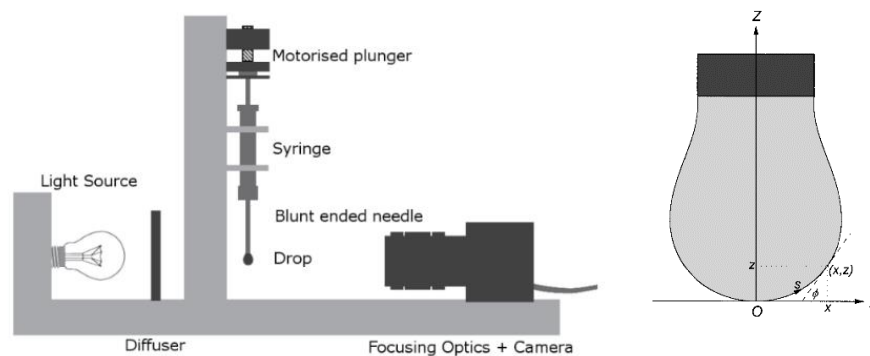 Motorised plunger
Syringe
Light Source
Blunt ended needle
Drop
Diffuser
Focusing Optics + Camera
Z
z
(x,z)
s
ϕ
O
x